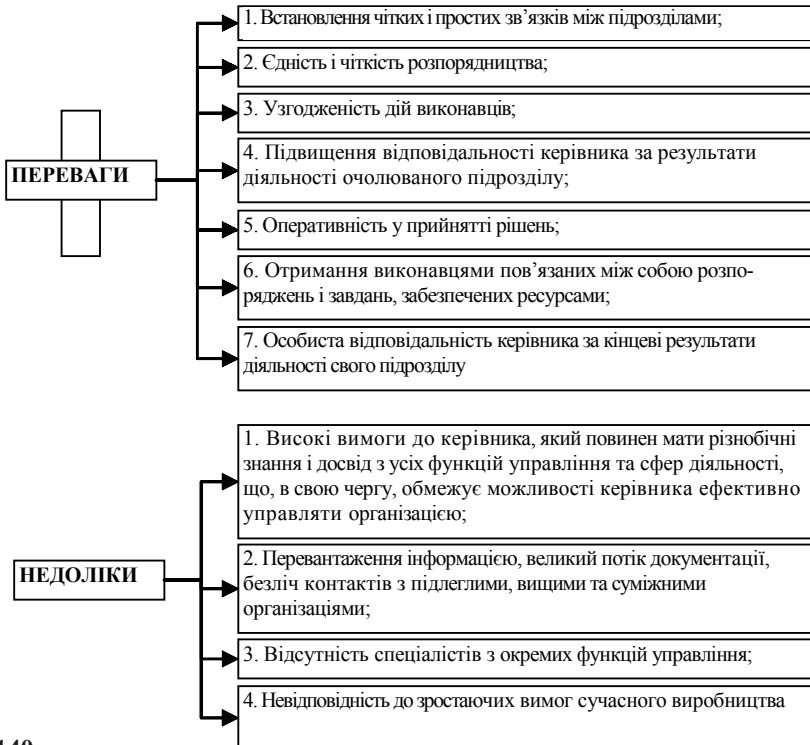 1. Встановлення чітких і простих зв’язків між підрозділами;
2. Єдність і чіткість розпорядництва;
3. Узгодженість дій виконавців;
ПЕРЕВАГИ
4. Підвищення відповідальності керівника за результати
діяльності очолюваного підрозділу;
5. Оперативність у прийнятті рішень;
6. Отримання виконавцями пов’язаних між собою розпо-
ряджень і завдань, забезпечених ресурсами;
7. Особиста відповідальність керівника за кінцеві результати
діяльності свого підрозділу
1. Високі вимоги до керівника, який повинен мати різнобічні
знання і досвід з усіх функцій управління та сфер діяльності,
що, в свою чергу, обмежує можливості керівника ефективно
управляти організацією;
НЕДОЛІКИ
2. Перевантаження інформацією, великий потік документації,
безліч контактів з підлеглими, вищими та суміжними
організаціями;
3. Відсутність спеціалістів з окремих функцій управління;
4. Невідповідність до зростаючих вимог сучасного виробництва